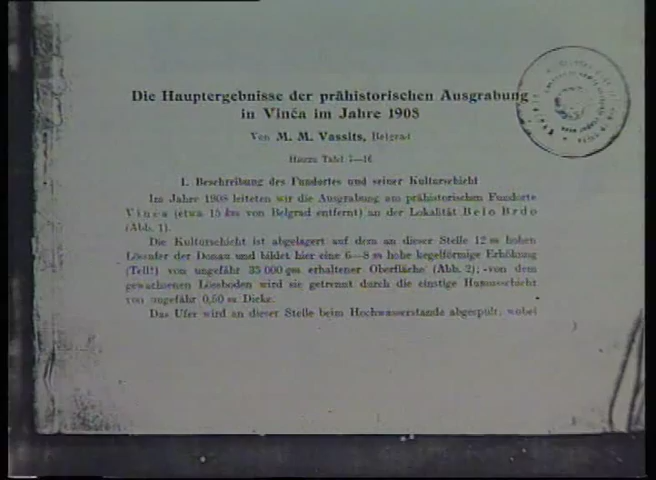 Die Hauptergebnisse der prähistorischen Ausgrabung
in Vinča im Jahre 1908
Von M. M. Vassits, Belgrad
Hierzu Tafel 7—16
I. Beschreibung des Fundortes und seiner Kulturschicht
Im Jahre 1908 leiteten wir die Ausgrabung am prähistorischen Fundorte
Vinča (etwa 15 km von Belgrad entfernt) an der Lokalität Belo Brdo
(Abb. 1).
Die Kulturschicht ist abgelagert auf dem an dieser Stelle 12 m hohen
Lössufer der Donau und bildet hier eine 6—8 m hohe kegelförmige Erhöhung
(Tell!) von ungefähr 35 000 qm erhaltener Oberfläche (Abb. 2); von dem
gewachsenen Lössboden wird sie getrennt durch die einstige Humusschicht
von ungefähr 0,50 m Dicke.
Das Ufer wird an dieser Stelle beim Hochwasserstande abgespült; wobei